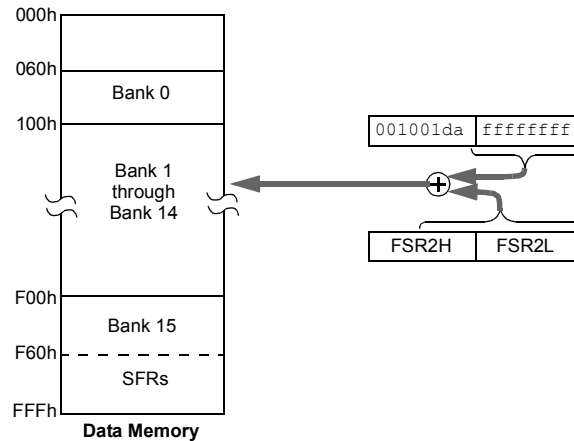 000h
060h
Bank 0
100h
001001da ffffffff
Bank 1
through
Bank 14
FSR2H FSR2L
F00h
Bank 15
F60h
SFRs
FFFh
Data Memory